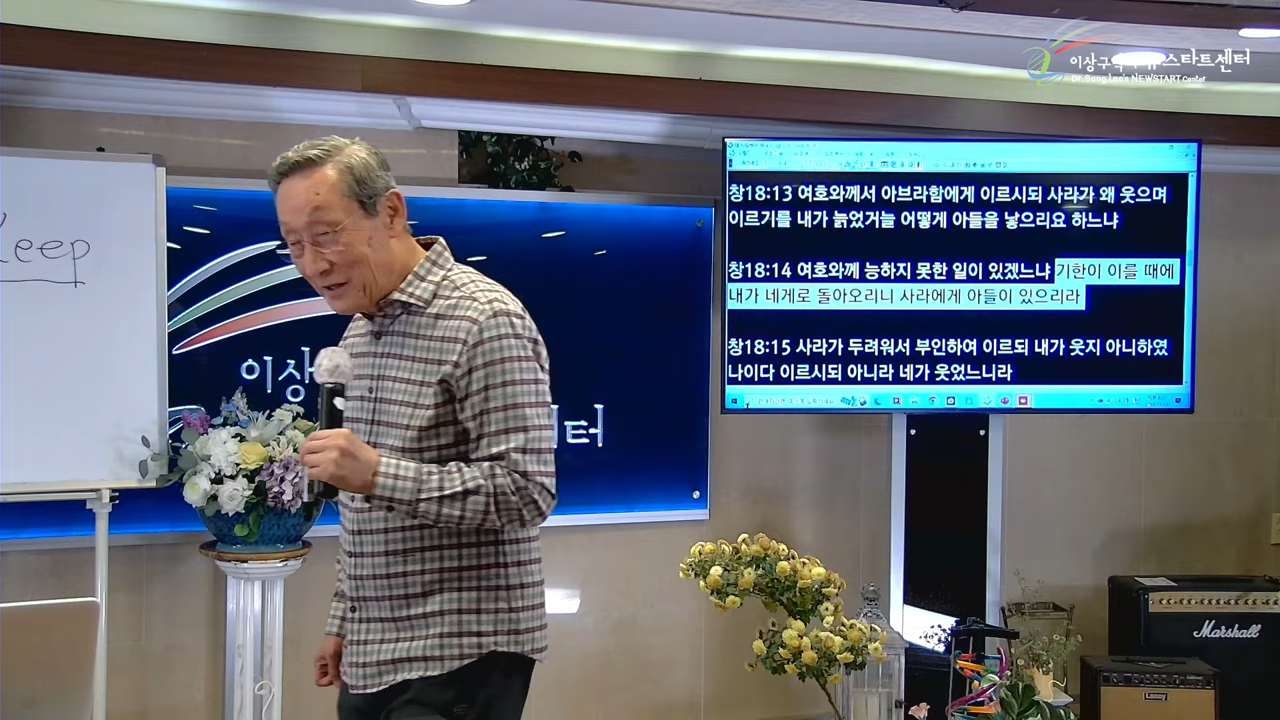 이상구 스타트센터
Dr.Sang Lee's NEWSTART Center
keep
창18:13 여호와께서 아브라함에게 이르시되 사라가 왜 웃으며
이르기를 내가 늙었거늘 어떻게 아들을 낳으리요 하느냐
창18:14 여호와께 능하지 못한 일이 있겠느냐 기한이 이를 때에
내가 네게로 돌아오리니 사라에게 아들이 있으리라
창18:15 사라가 두려워서 부인하여 이르되 내가 웃지 아니하였
나이다 이르시되 아니라 네가 웃었느니라
이상
터
Marshall
Laney